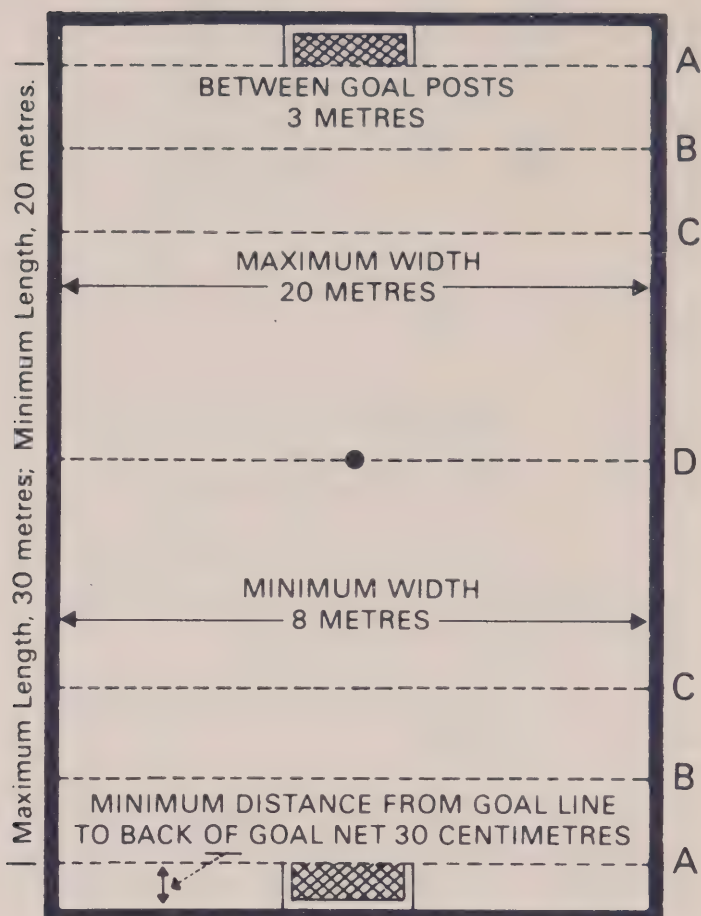 A
BETWEEN GOAL POSTS
3 METRES
B
C
MAXIMUM WIDTH
20 METRES
D
MINIMUM WIDTH
8 METRES
C
B
MINIMUM DISTANCE FROM GOAL LINE
TO BACK OF GOAL NET 30 CENTIMETRES
A
Maximum Length, 30 metres; Minimum Length, 20 metres.